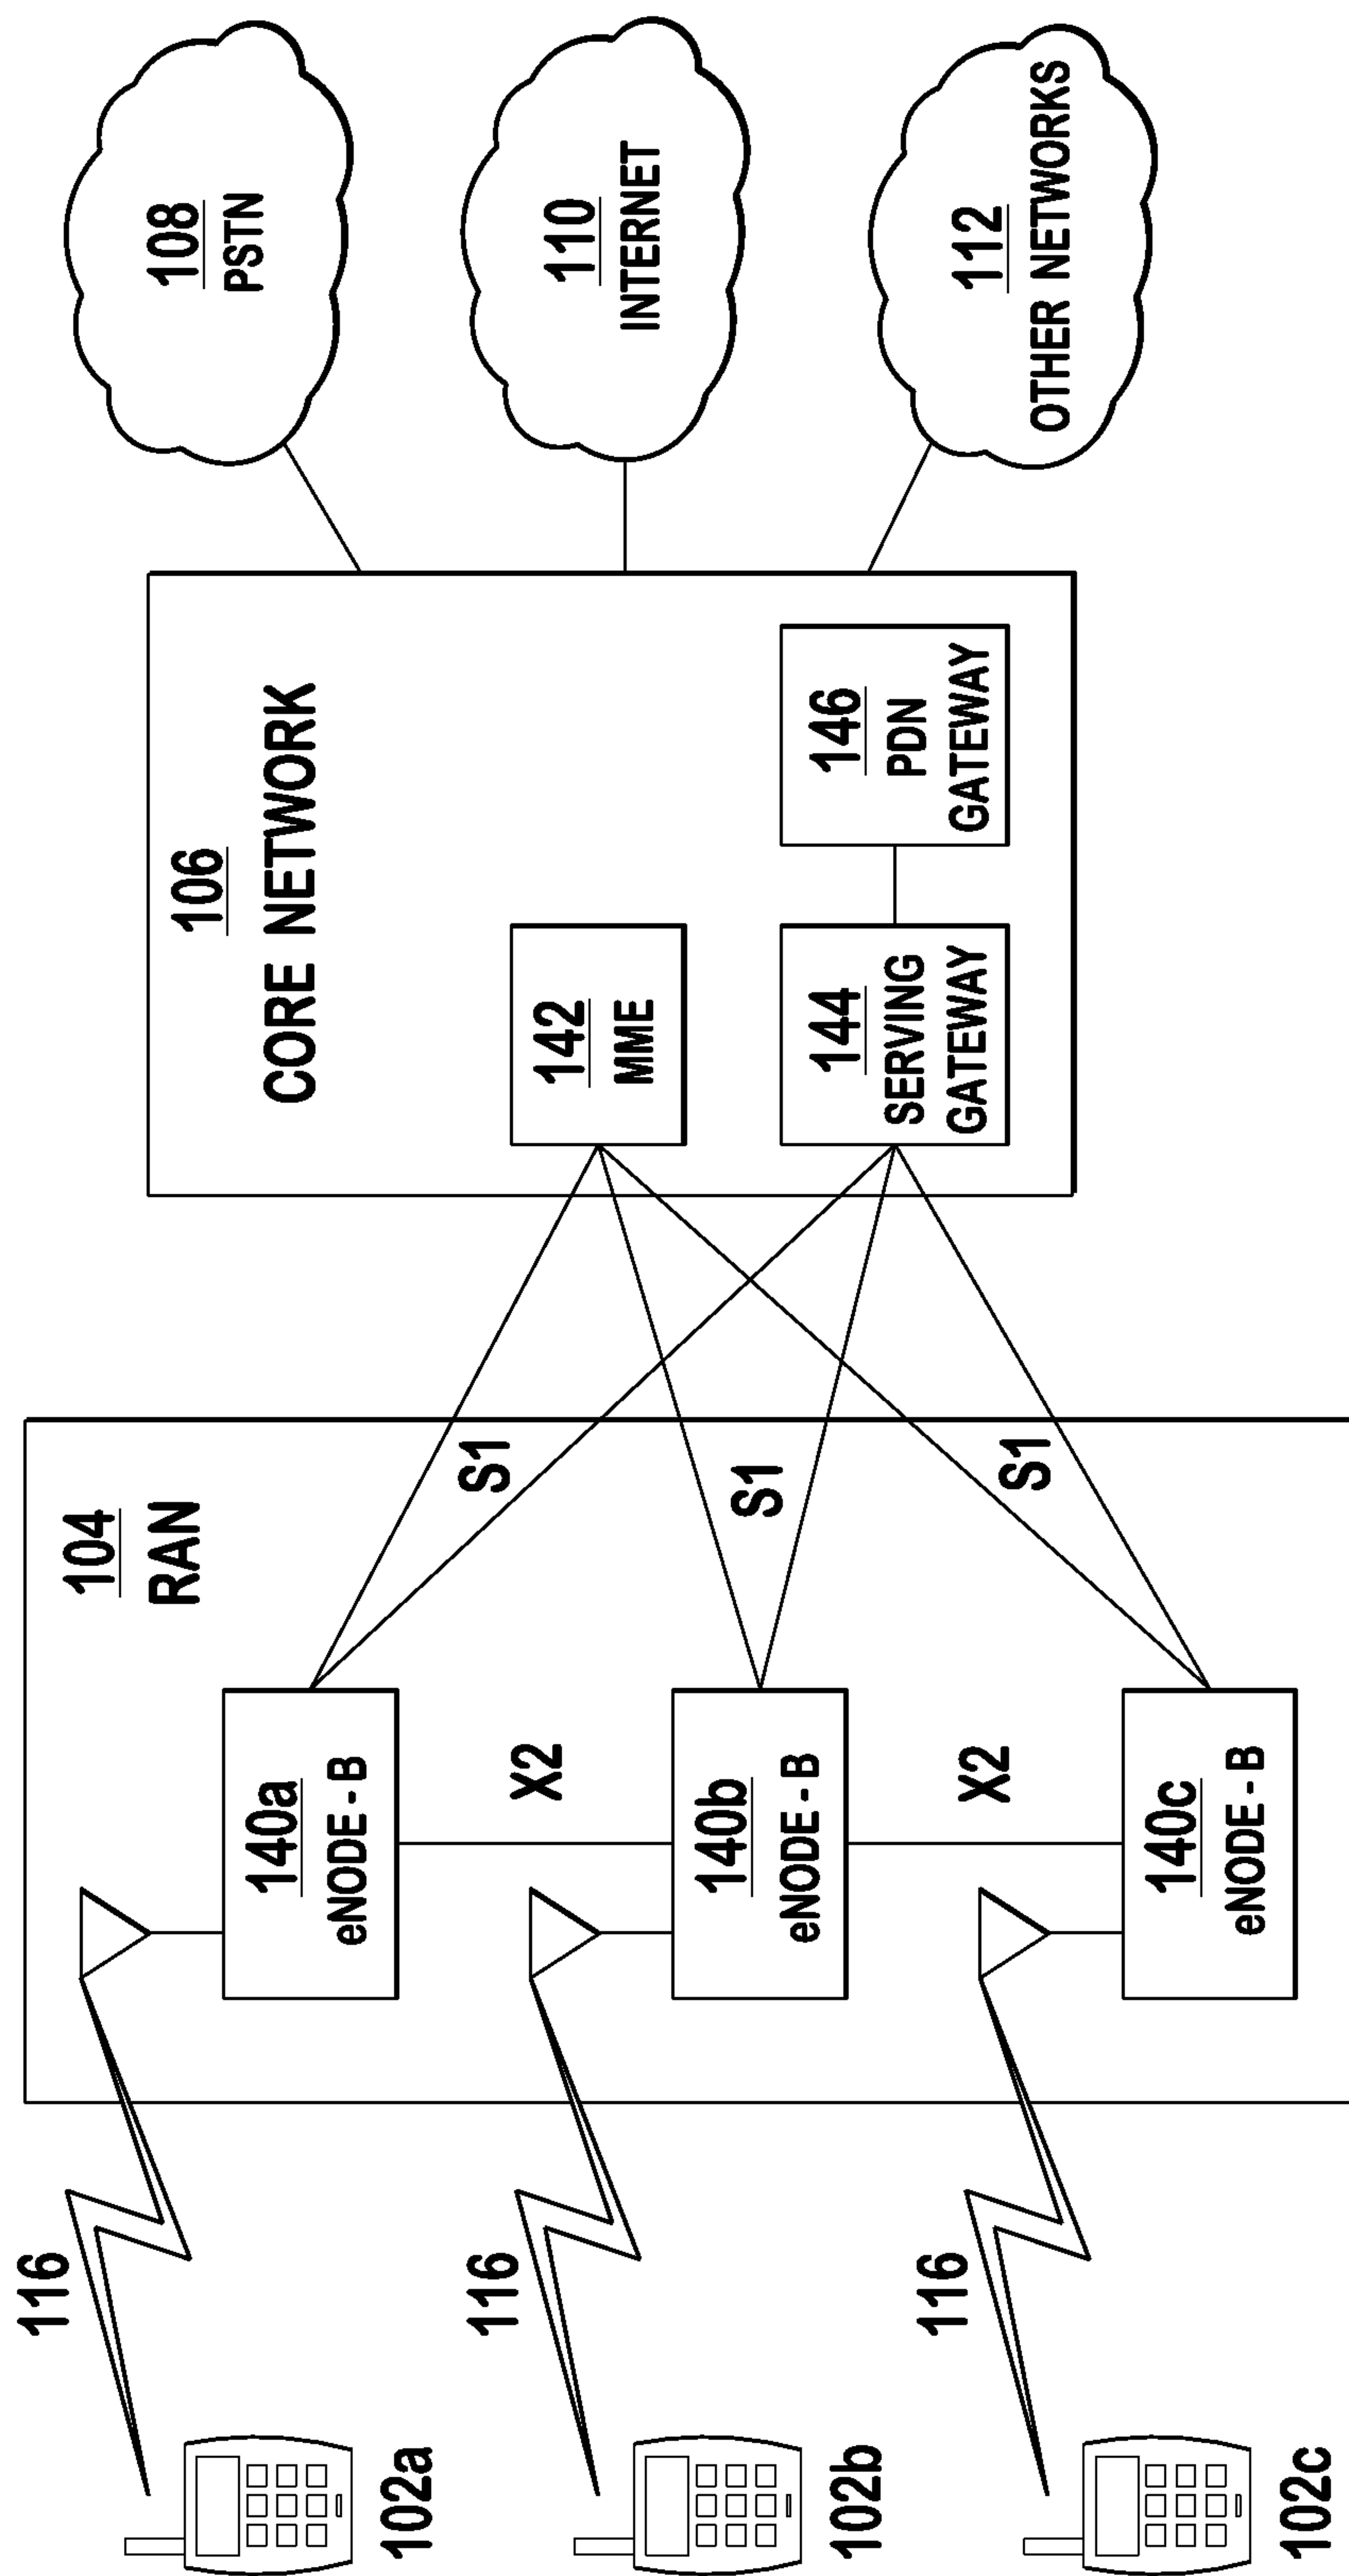 116
116
116
102a
102b
102c
104
RAN
140a
eNODE - B
X2
140b
eNODE - B
X2
140c
eNODE - B
S1
S1
S1
106
CORE NETWORK
142
MME
144
SERVING
GATEWAY
146
PDN
GATEWAY
108
PSTN
110
INTERNET
112
OTHER NETWORKS